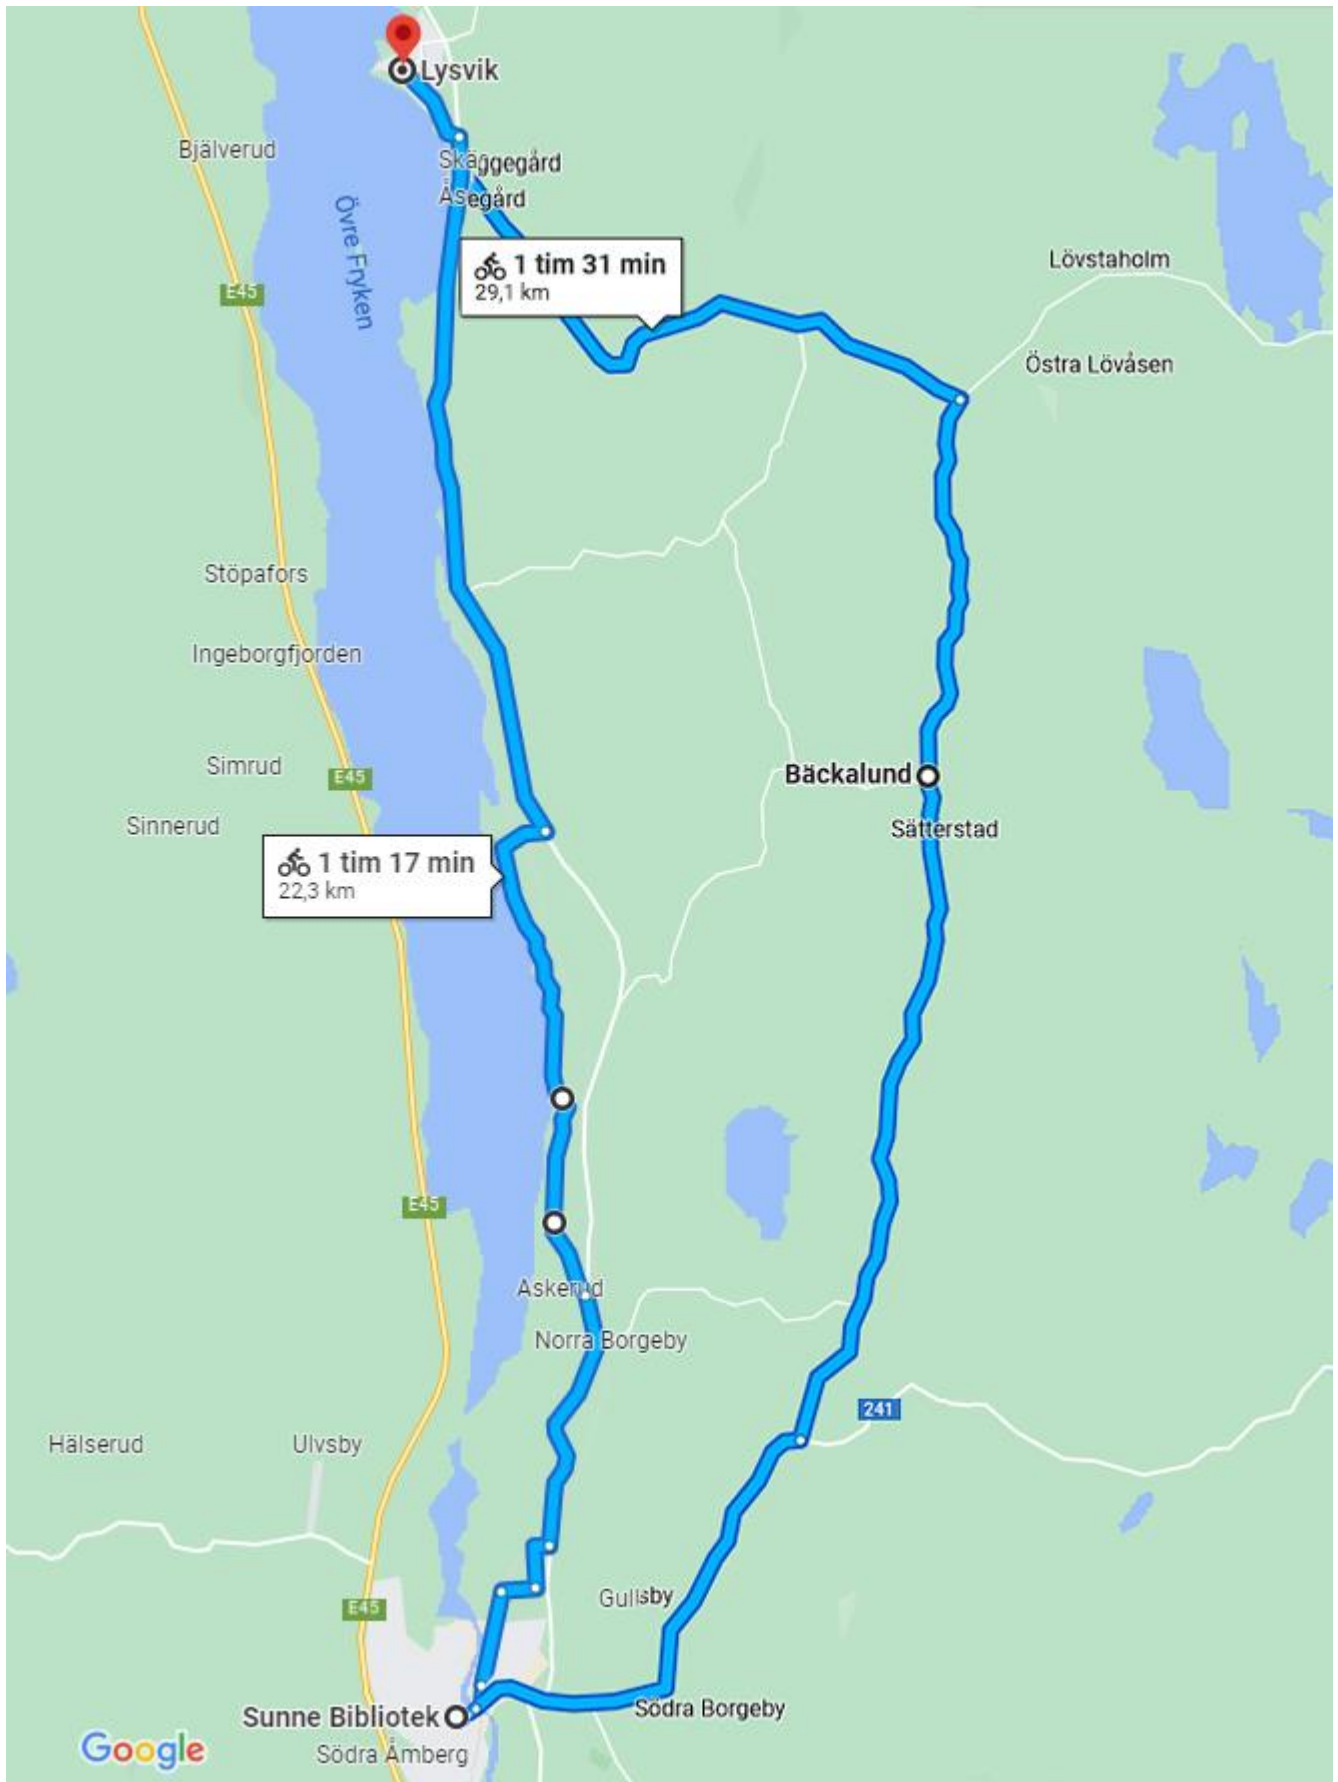 Lysvik
Bjälverud
Skäggegård
Åsegård
Övre Fryken
1 tim 31 min
29,1 km
Lövstaholm
E45
Östra Lövåsen
Stöpafors
Ingeborgfjorden
Simrud
E45
Bäckalund
Sinnerud
Sätterstad
1 tim 17 min
22,3 km
E45
Askerud
Norra Borgeby
241
Hälserud
Ulvsby
Gullsby
E45
Södra Borgeby
Sunne Bibliotek
Google
Södra Åmberg